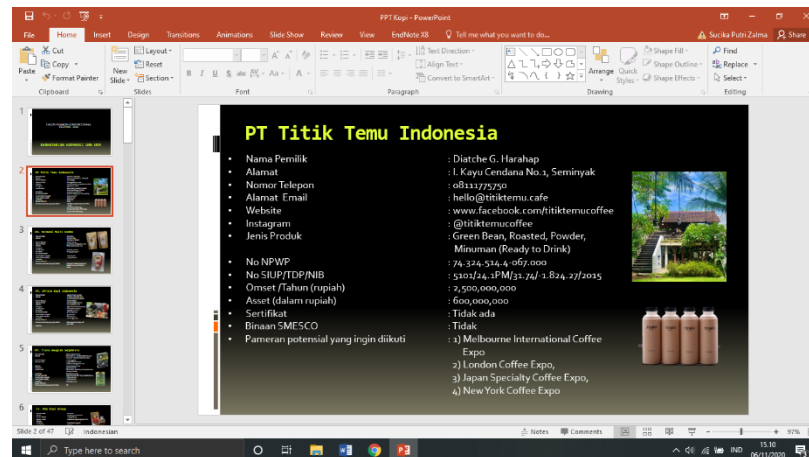 PPT Kopi - PowerPoint
File Home Insert Design Transitions Animations Slide Show Review View EndNote X8 Tell me what you want to do... Sucika Putri Zalma Share
Paste
Cut
Copy
Format Painter
Clipboard
New Slide
Layout
Reset
Section
Slides
Font
Text Direction
Align Text
Convert to SmartArt
Paragraph
Arrange
Quick Styles
Shape Fill
Shape Outline
Shape Effects
Drawing
Find
Replace
Select
Editing
1
2
3
4
5
6
PT Titik Temu Indonesia
• Nama Pemilik : Diatche G. Harahap
• Alamat : l. Kayu Cendana No.1, Seminyak
• Nomor Telepon : 08111775750
• Alamat Email : hello@titiktemu.cafe
• Website : www.facebook.com/titiktemucoffee
• Instagram : @titiktemucoffee
• Jenis Produk : Green Bean, Roasted, Powder,
Minuman (Ready to Drink)
• No NPWP : 74.324.514.4-067.000
• No SIUP/TDP/NIB : 5101/24.1PM/31.74/-1.824.27/2015
• Omset /Tahun (rupiah) : 2,500,000,000
• Asset (dalam rupiah) : 600,000,000
• Sertifikat : Tidak ada
• Binaan SMESCO : Tidak
• Pameran potensial yang ingin diikuti : 1) Melbourne International Coffee
Expo
2) London Coffee Expo,
3) Japan Specialty Coffee Expo,
4) New York Coffee Expo
Slide 2 of 47 Indonesian Notes Comments 97%
Type here to search
IND
15.10
06/11/2020